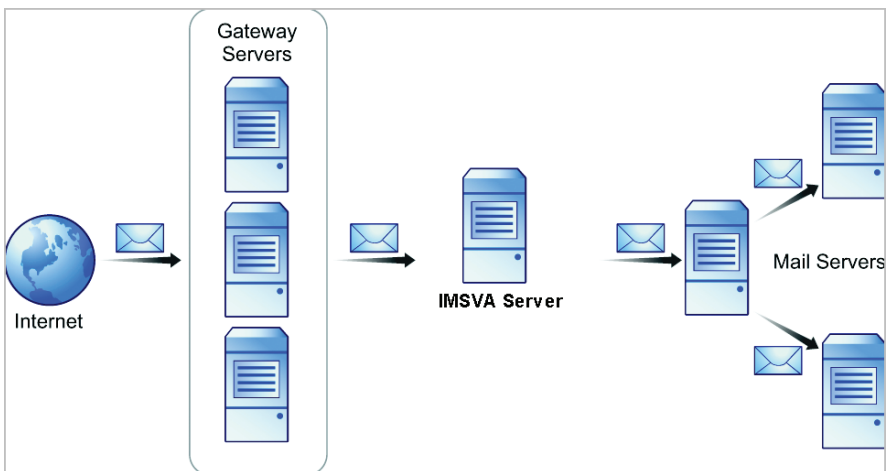 Gateway
Servers
Internet
IMSVA Server
Mail Servers